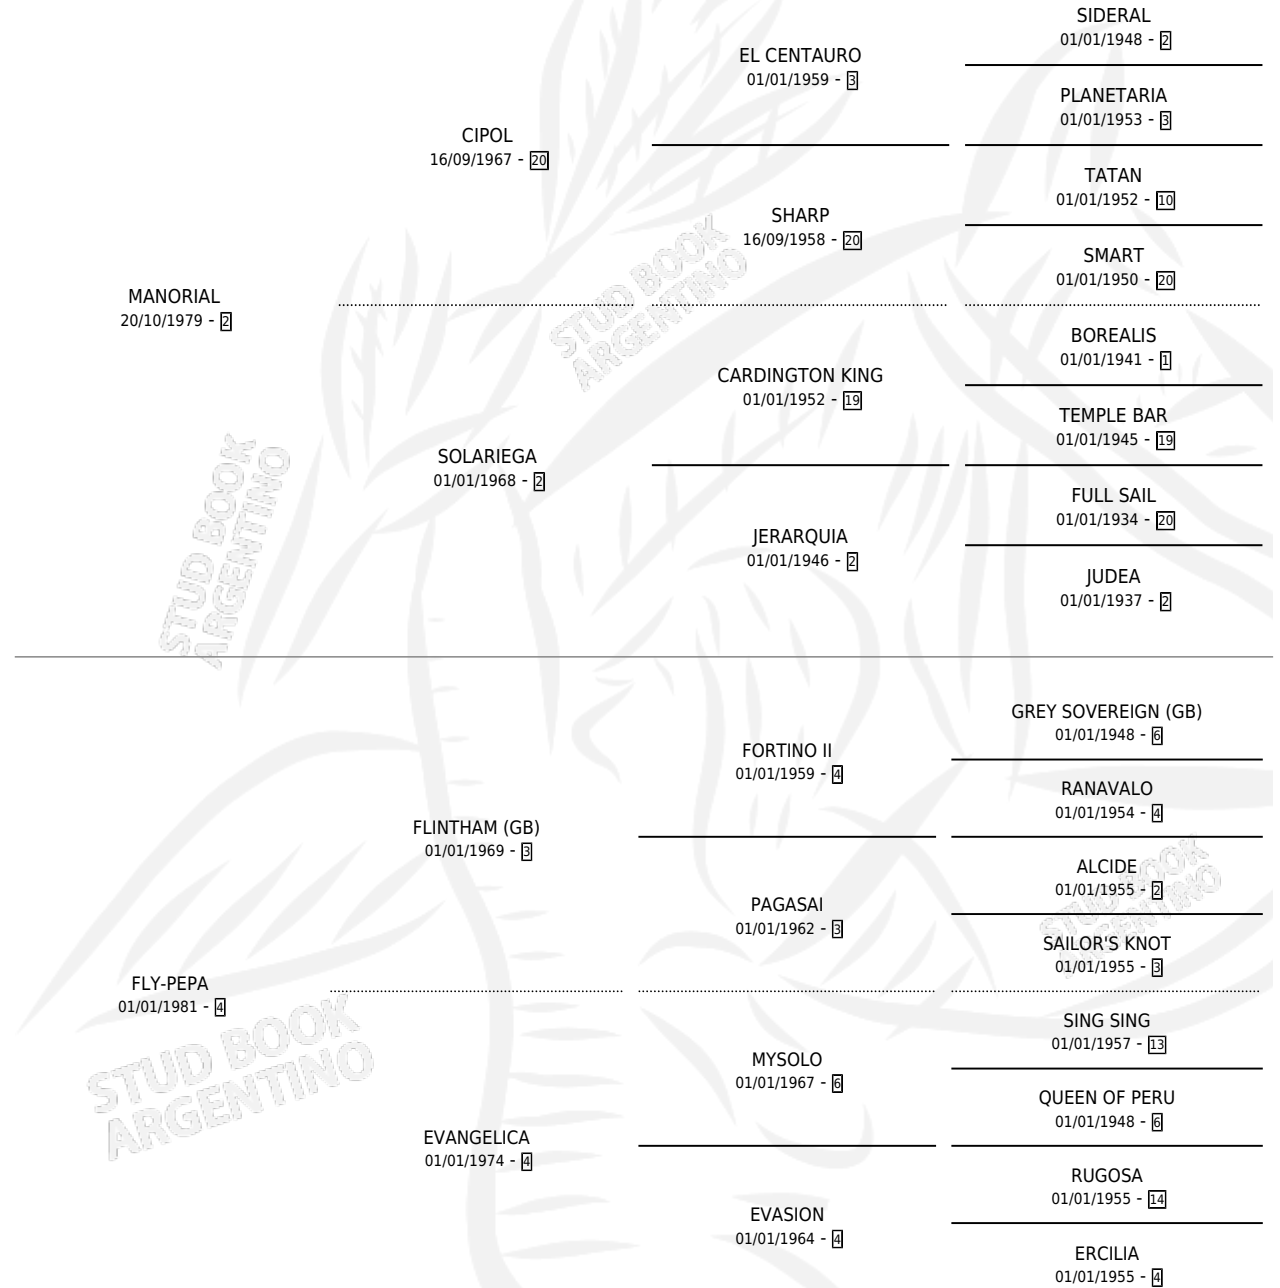 SIDERAL
01/01/1948 - 2
EL CENTAURO
01/01/1959 - 3
PLANETARIA
01/01/1953 - 3
CIPOL
16/09/1967 - 20
TATAN
01/01/1952 - 10
SHARP
16/09/1958 - 20
SMART
01/01/1950 - 20
MANORIAL
20/10/1979 - 2
BOREALIS
01/01/1941 - 1
CARDINGTON KING
01/01/1952 - 19
TEMPLE BAR
01/01/1945 - 19
SOLARIEGA
01/01/1968 - 2
FULL SAIL
01/01/1934 - 20
JERARQUIA
01/01/1946 - 2
JUDEA
01/01/1937 - 2
GREY SOVEREIGN (GB)
01/01/1948 - 6
FORTINO II
01/01/1959 - 4
RANAVALO
01/01/1954 - 4
FLINTHAM (GB)
01/01/1969 - 3
ALCIDE
01/01/1955 - 2
PAGASAI
01/01/1962 - 3
SAILOR'S KNOT
01/01/1955 - 3
FLY-PEPA
01/01/1981 - 4
SING SING
01/01/1957 - 13
MYSOLO
01/01/1967 - 6
QUEEN OF PERU
01/01/1948 - 6
EVANGELICA
01/01/1974 - 4
RUGOSA
01/01/1955 - 14
EVASION
01/01/1964 - 4
ERCILIA
01/01/1955 - 4
STUD BOOK
ARGENTINO
STUD BOOK
ARGENTINO
STUD BOOK
ARGENTINO
STUD BOOK
ARGENTINO